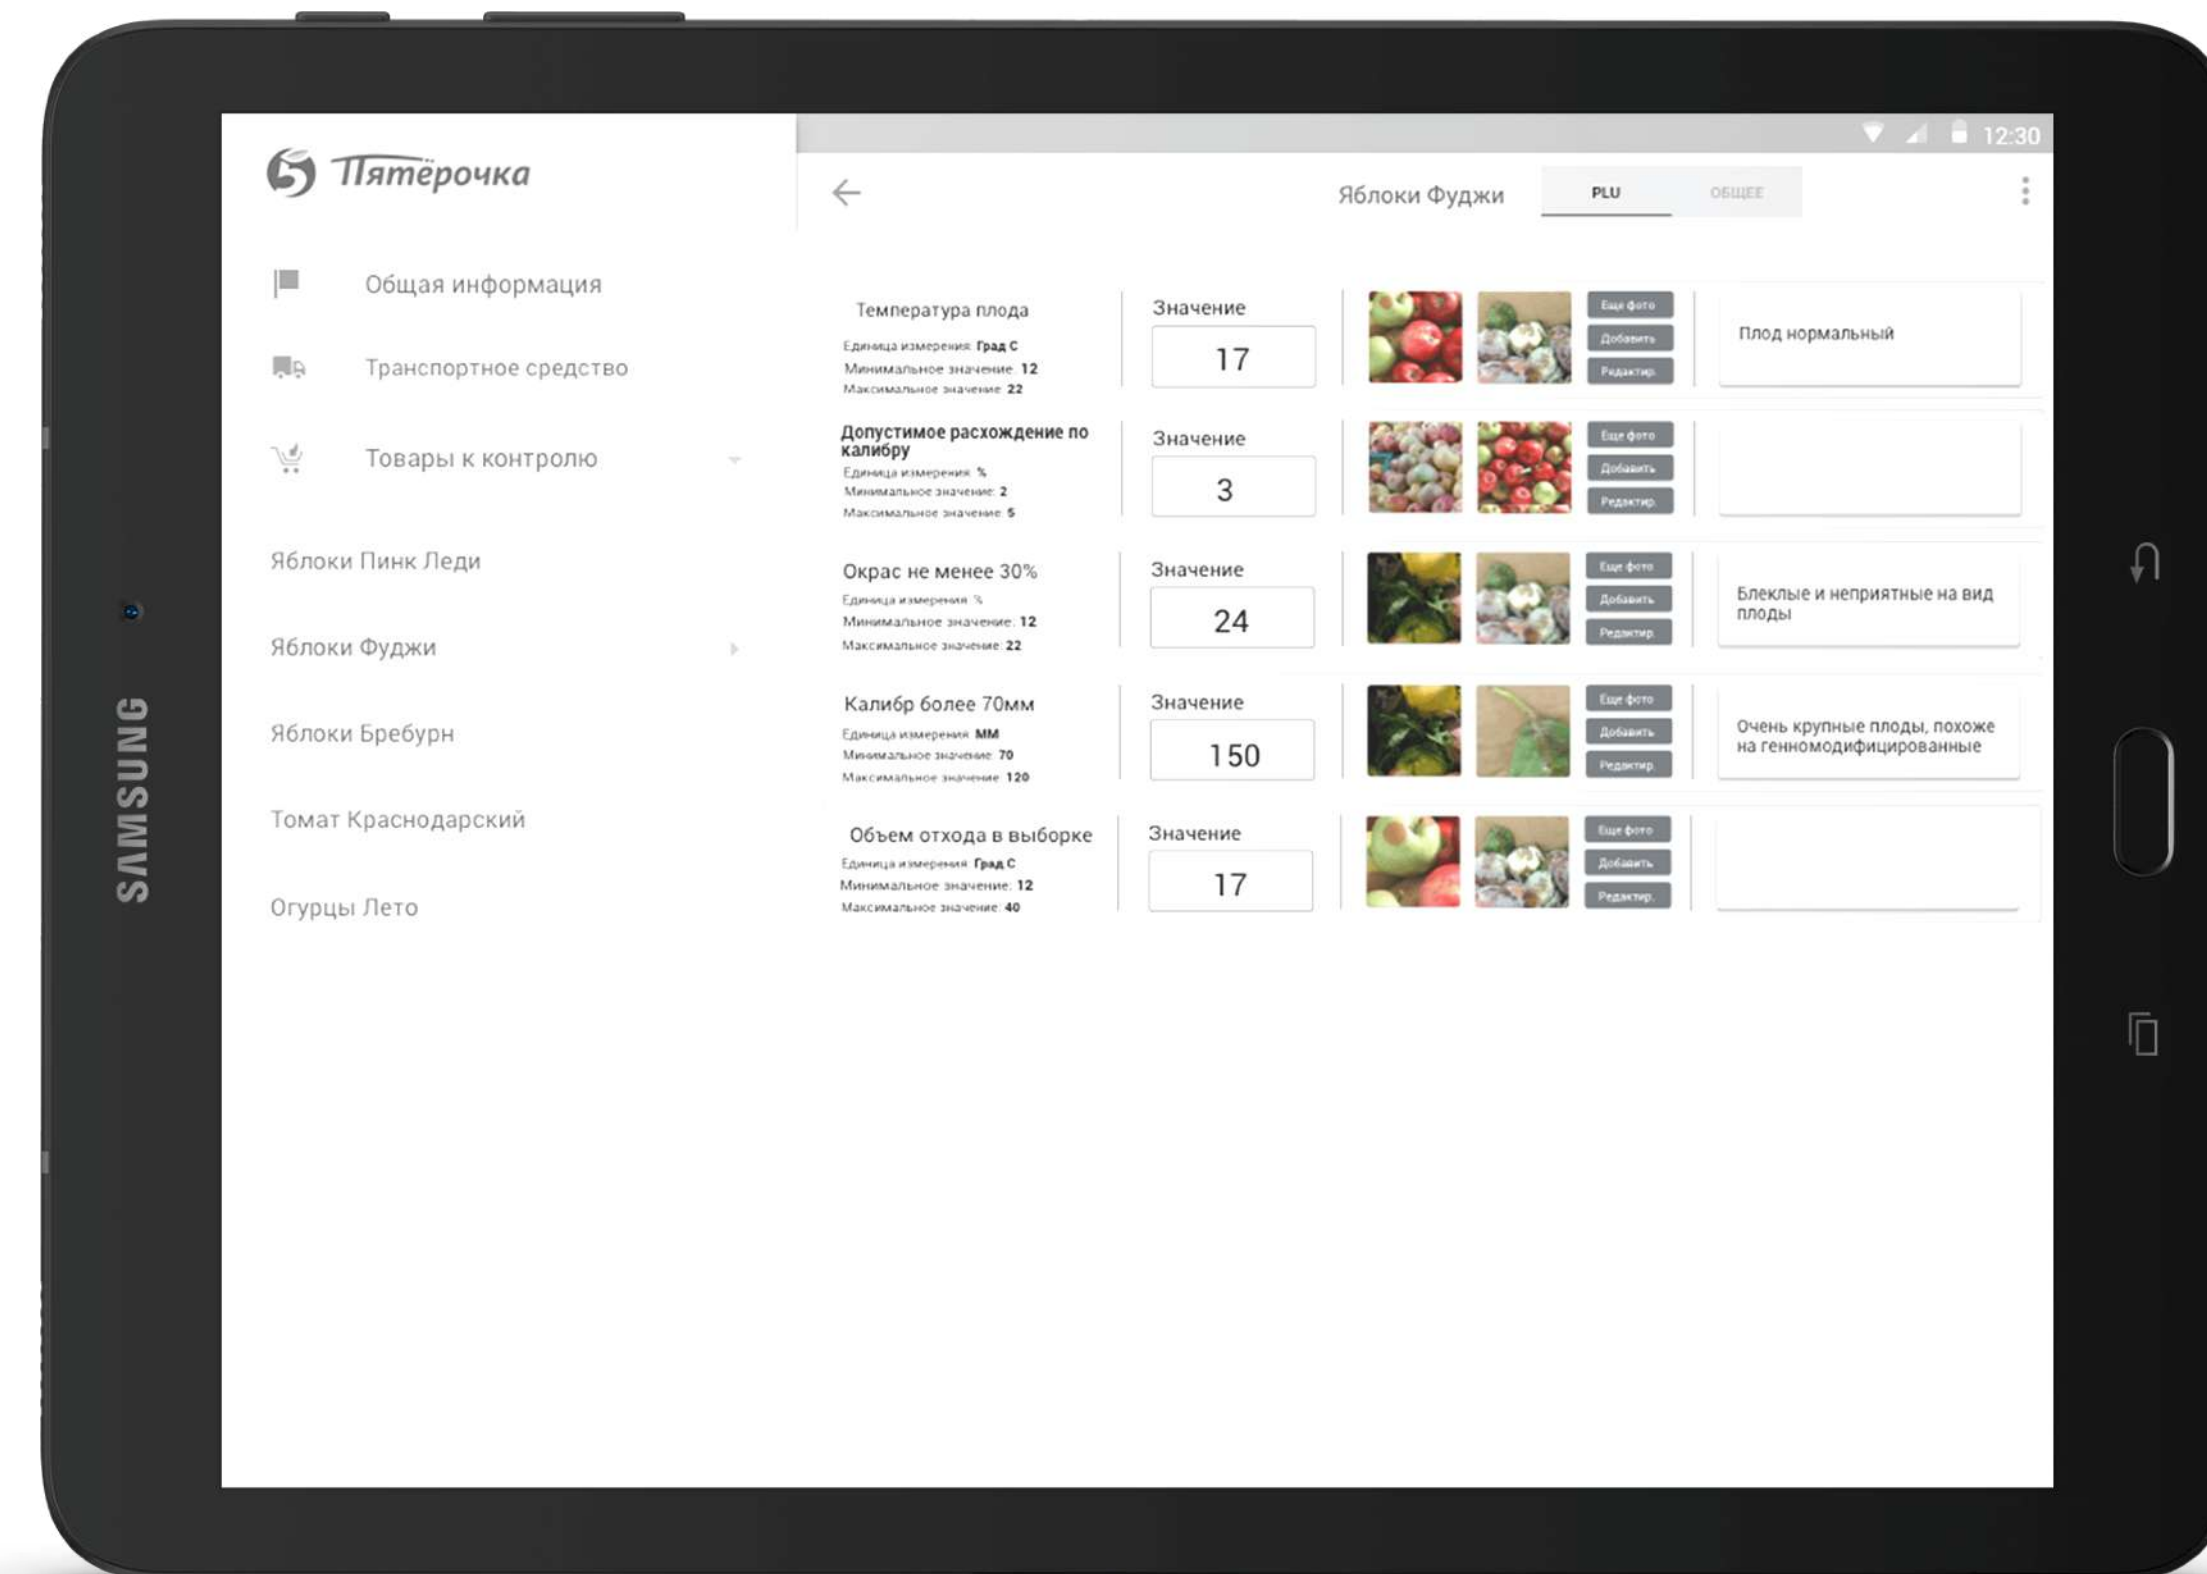 Пятёрочка
12:30
Яблоки Фуджи
PLU
ОБЩЕЕ
Общая информация
Транспортное средство
Товары к контролю
Яблоки Пинк Леди
Яблоки Фуджи
Яблоки Бребурн
Томат Краснодарский
Огурцы Лето
Температура плода
Единица измерения: Град С
Минимальное значение: 12
Максимальное значение: 22
Значение
17
Еще фото
Добавить
Редактир.
Плод нормальный
Допустимое расхождение по
калибру
Единица измерения: %
Минимальное значение: 2
Максимальное значение: 5
Значение
3
Еще фото
Добавить
Редактир.
Окрас не менее 30%
Единица измерения: %
Минимальное значение: 12
Максимальное значение: 22
Значение
24
Еще фото
Добавить
Редактир.
Блеклые и неприятные на вид
плоды
Калибр более 70мм
Единица измерения: ММ
Минимальное значение: 70
Максимальное значение: 120
Значение
150
Еще фото
Добавить
Редактир.
Очень крупные плоды, похоже
на генномодифицированные
Объем отхода в выборке
Единица измерения: Град С
Минимальное значение: 12
Максимальное значение: 40
Значение
17
Еще фото
Добавить
Редактир.
SAMSUNG